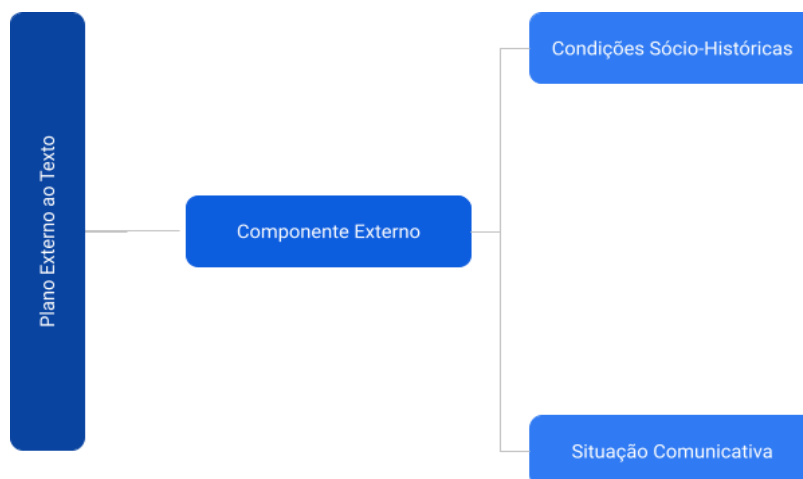 Plano Externo ao Texto
Componente Externo
Condições Sócio-Históricas
Situação Comunicativa